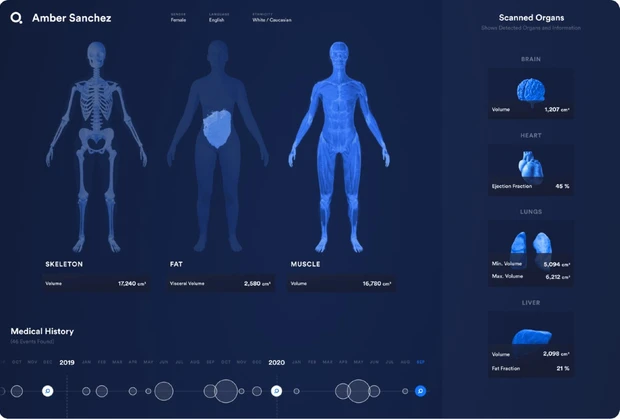 Amber Sanchez
GENDER
Female
LANGUAGE
English
ETHNICITY
White / Caucasian
SKELETON
Volume 17,240 cm³
FAT
Visceral Volume 2,580 cm³
MUSCLE
Volume 16,780 cm³
Scanned Organs
Shows Detected Organs and Information
BRAIN
Volume 1,207 cm³
HEART
Ejection Fraction 45 %
LUNGS
Min. Volume 5,094 cm³
Max. Volume 6,212 cm³
LIVER
Volume 2,098 cm³
Fat Fraction 21 %
Medical History
OCT NOV DEC 2019 JAN FEB MAR APR MAY JUN JUL AUG SEP OCT NOV DEC 2020 JAN FEB MAR APR MAY JUN JUL AUG SEP